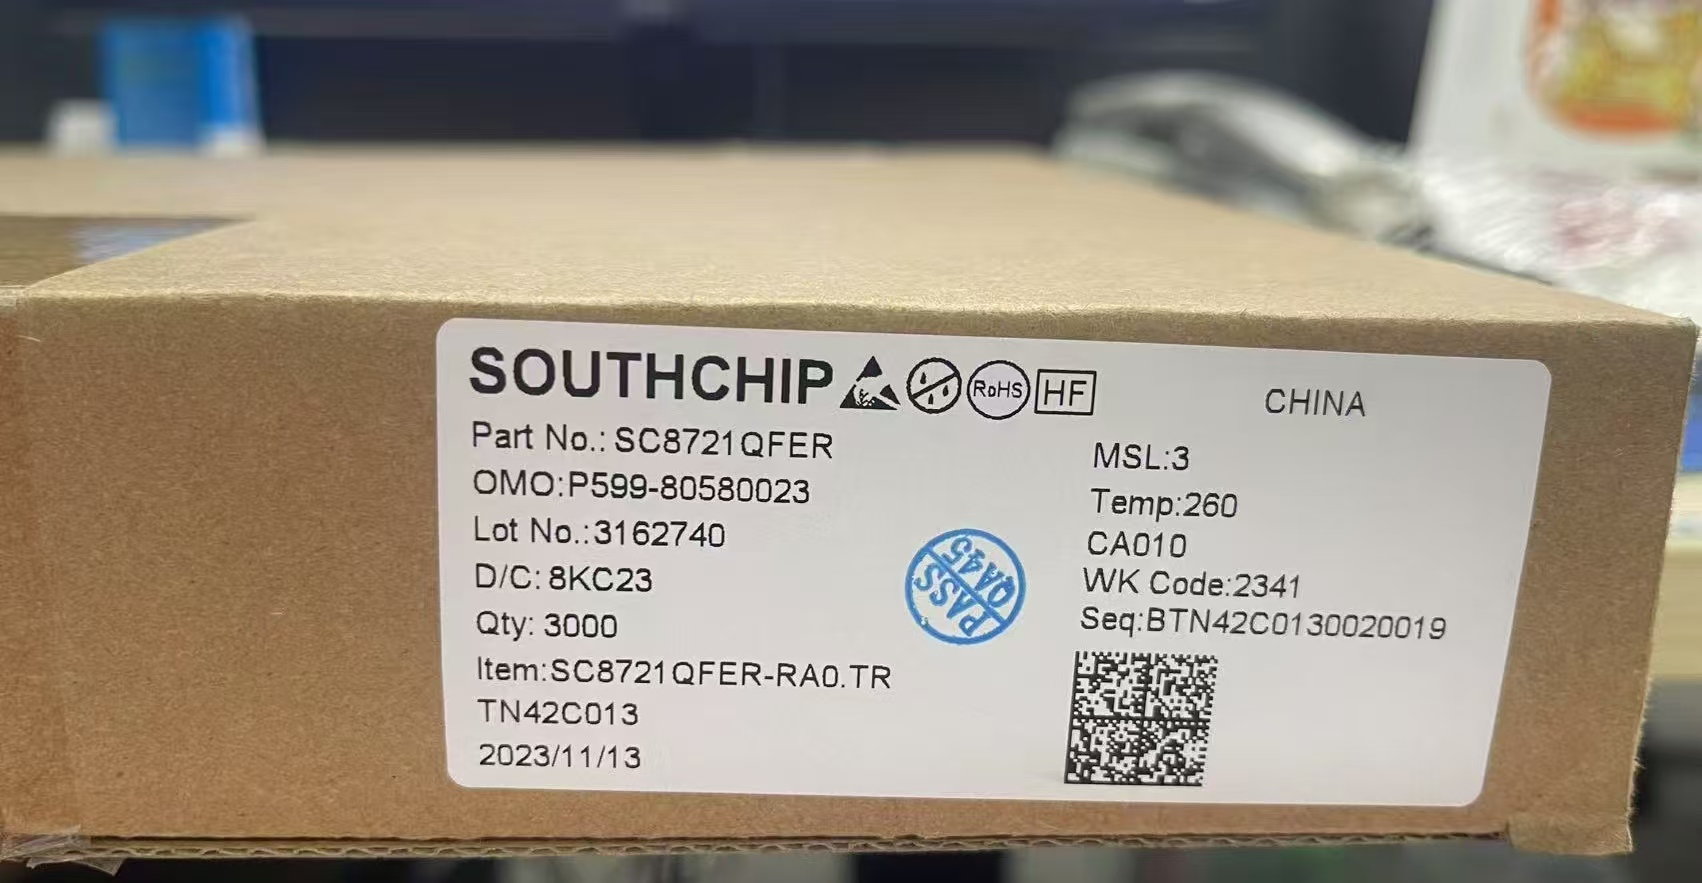 SOUTHCHIP RoHS HF CHINA
Part No.: SC8721QFER
OMO:P599-80580023
Lot No.:3162740
D/C: 8KC23
Qty: 3000
Item:SC8721QFER-RA0.TR
TN42C013
2023/11/13
MSL:3
Temp:260
CA010
WK Code:2341
Seq:BTN42C0130020019
PASS
QA45